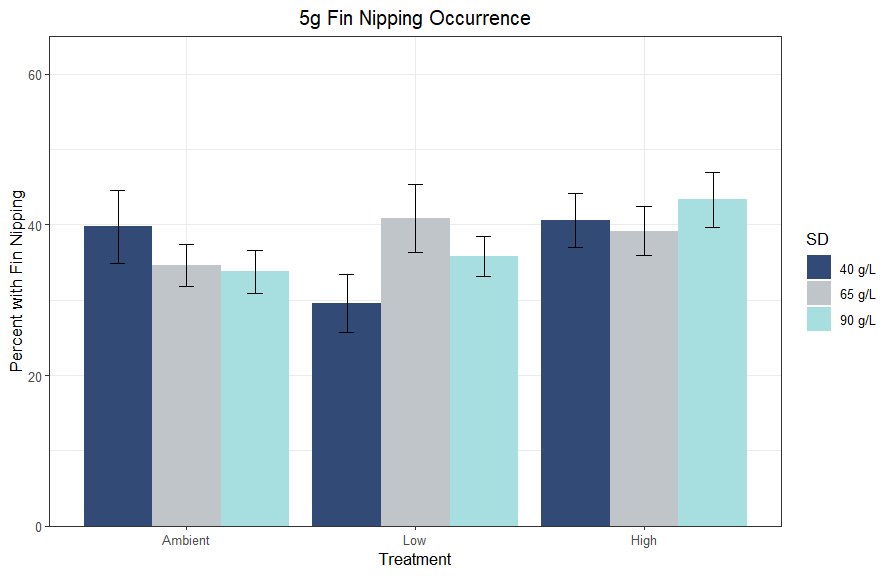 5g Fin Nipping Occurrence
Percent with Fin Nipping
60
40
20
0
Ambient
Low
High
Treatment
SD
40 g/L
65 g/L
90 g/L